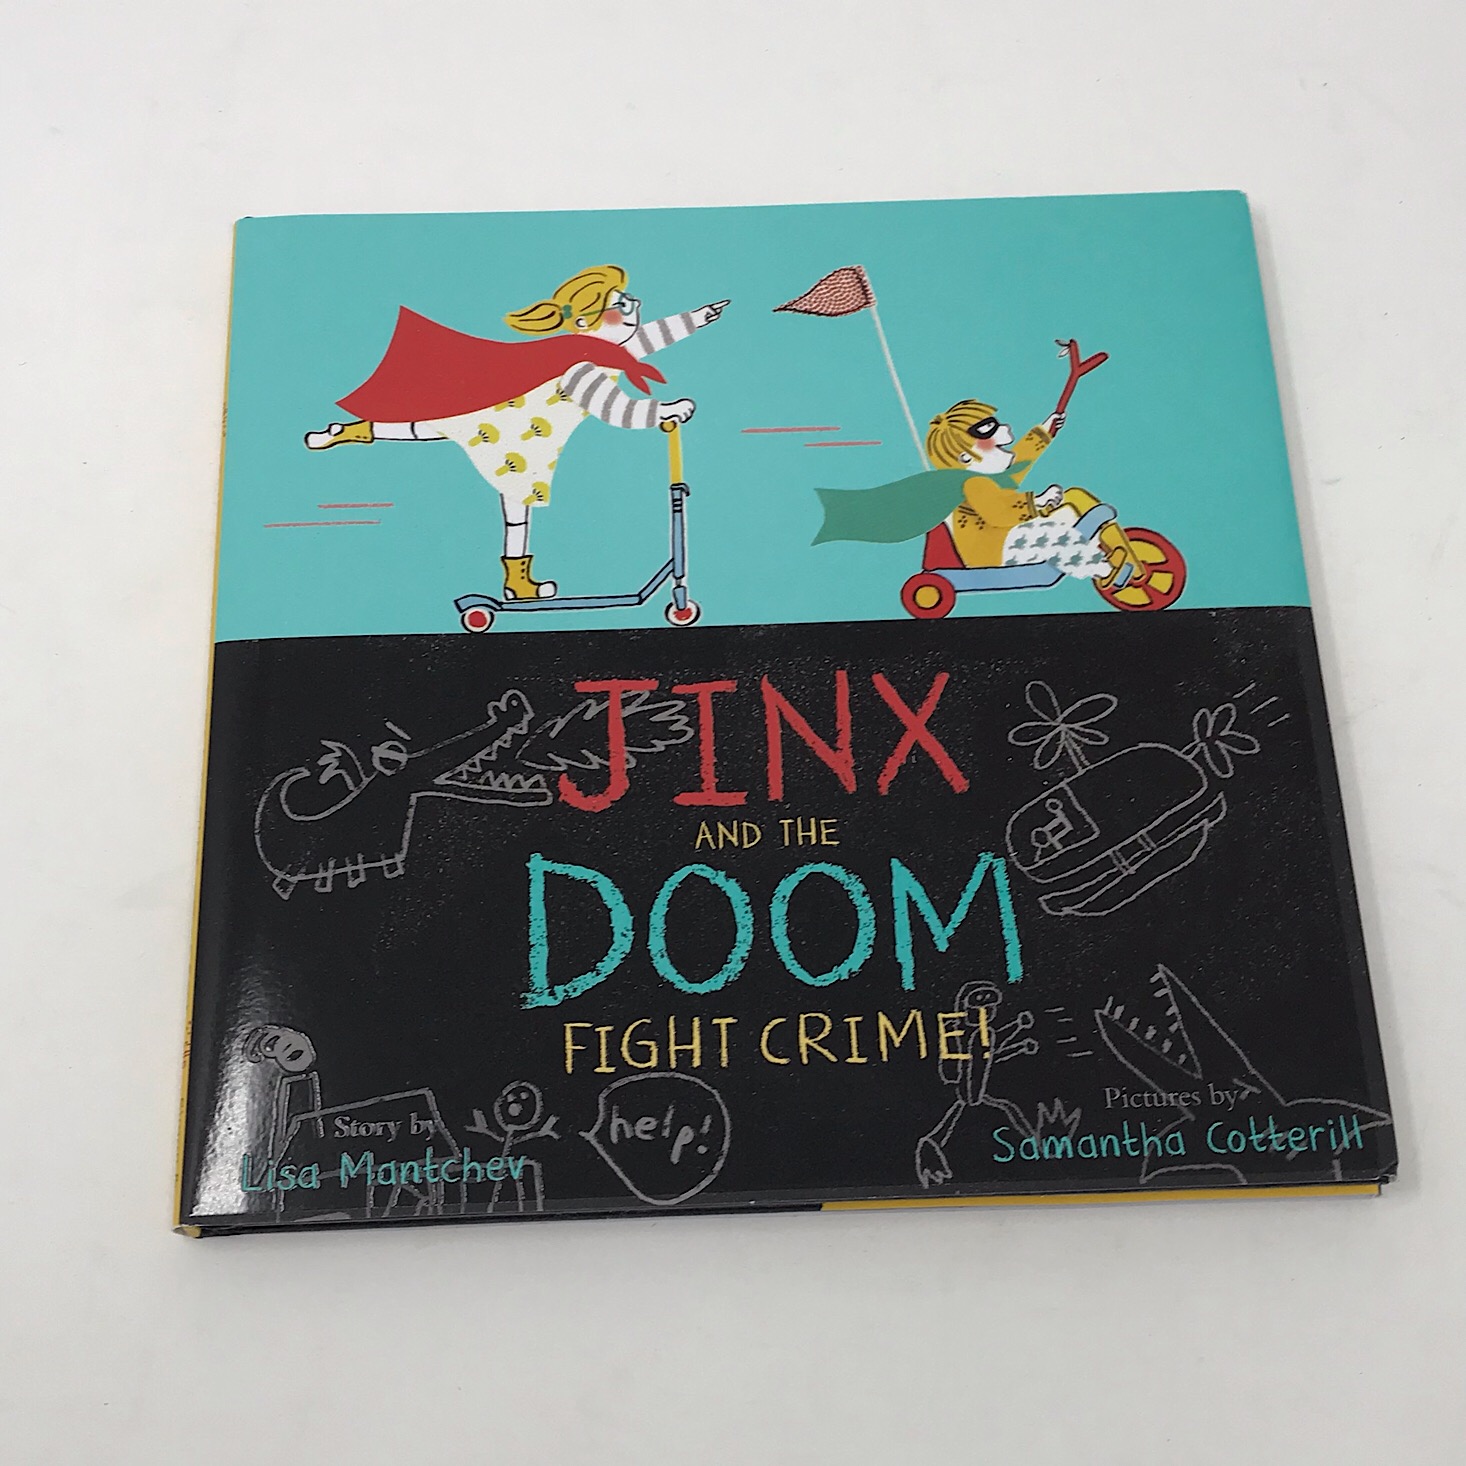 JINX
AND THE
DOOM
FIGHT CRIME!
help!
Story by
Lisa Mantchev
Pictures by
Samantha Cotterill